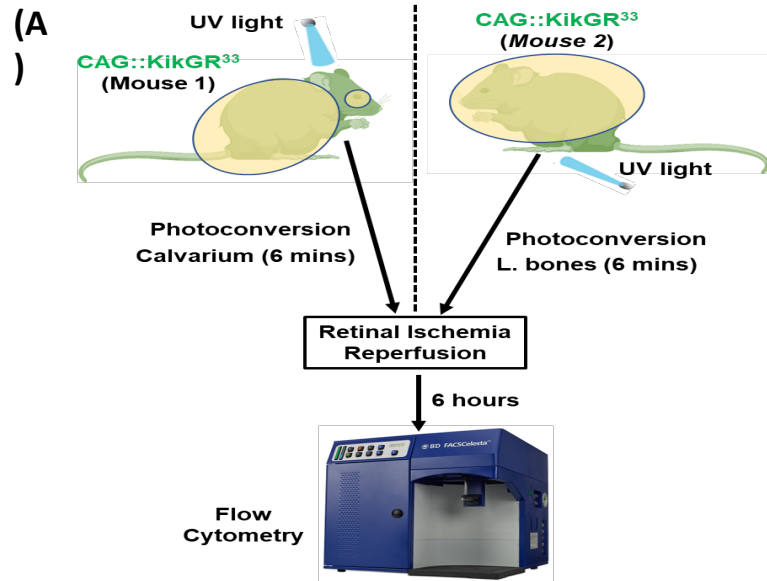 (A
)
UV light
CAG::KikGR³³
(Mouse 1)
CAG::KikGR³³
(Mouse 2)
UV light
Photoconversion
Calvarium (6 mins)
Photoconversion
L. bones (6 mins)
Retinal Ischemia
Reperfusion
6 hours
BD FACSCelesta™
Flow
Cytometry